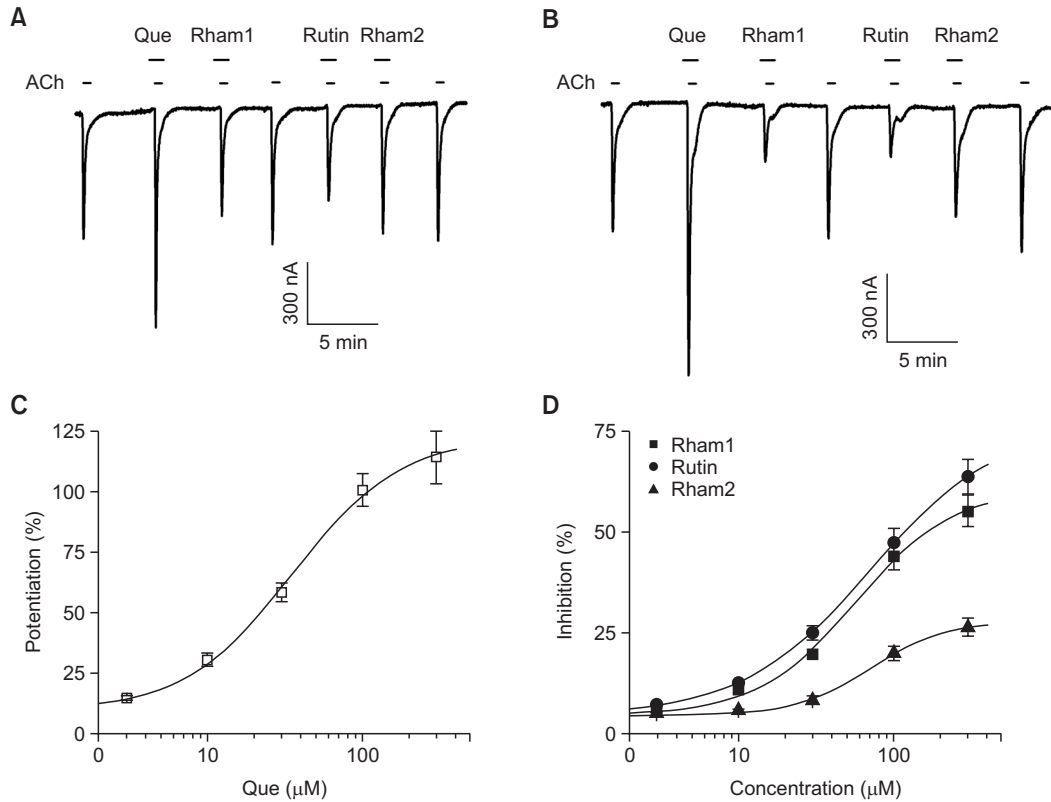 A
Que Rham1 Rutin Rham2
ACh
300 nA
5 min
B
Que Rham1 Rutin Rham2
300 nA
5 min
C
125
100
75
50
25
0
Potentiation (%)
0 10 100
Que (μM)
D
75
50
25
0
Inhibition (%)
Rham1
Rutin
Rham2
0 10 100
Concentration (μM)